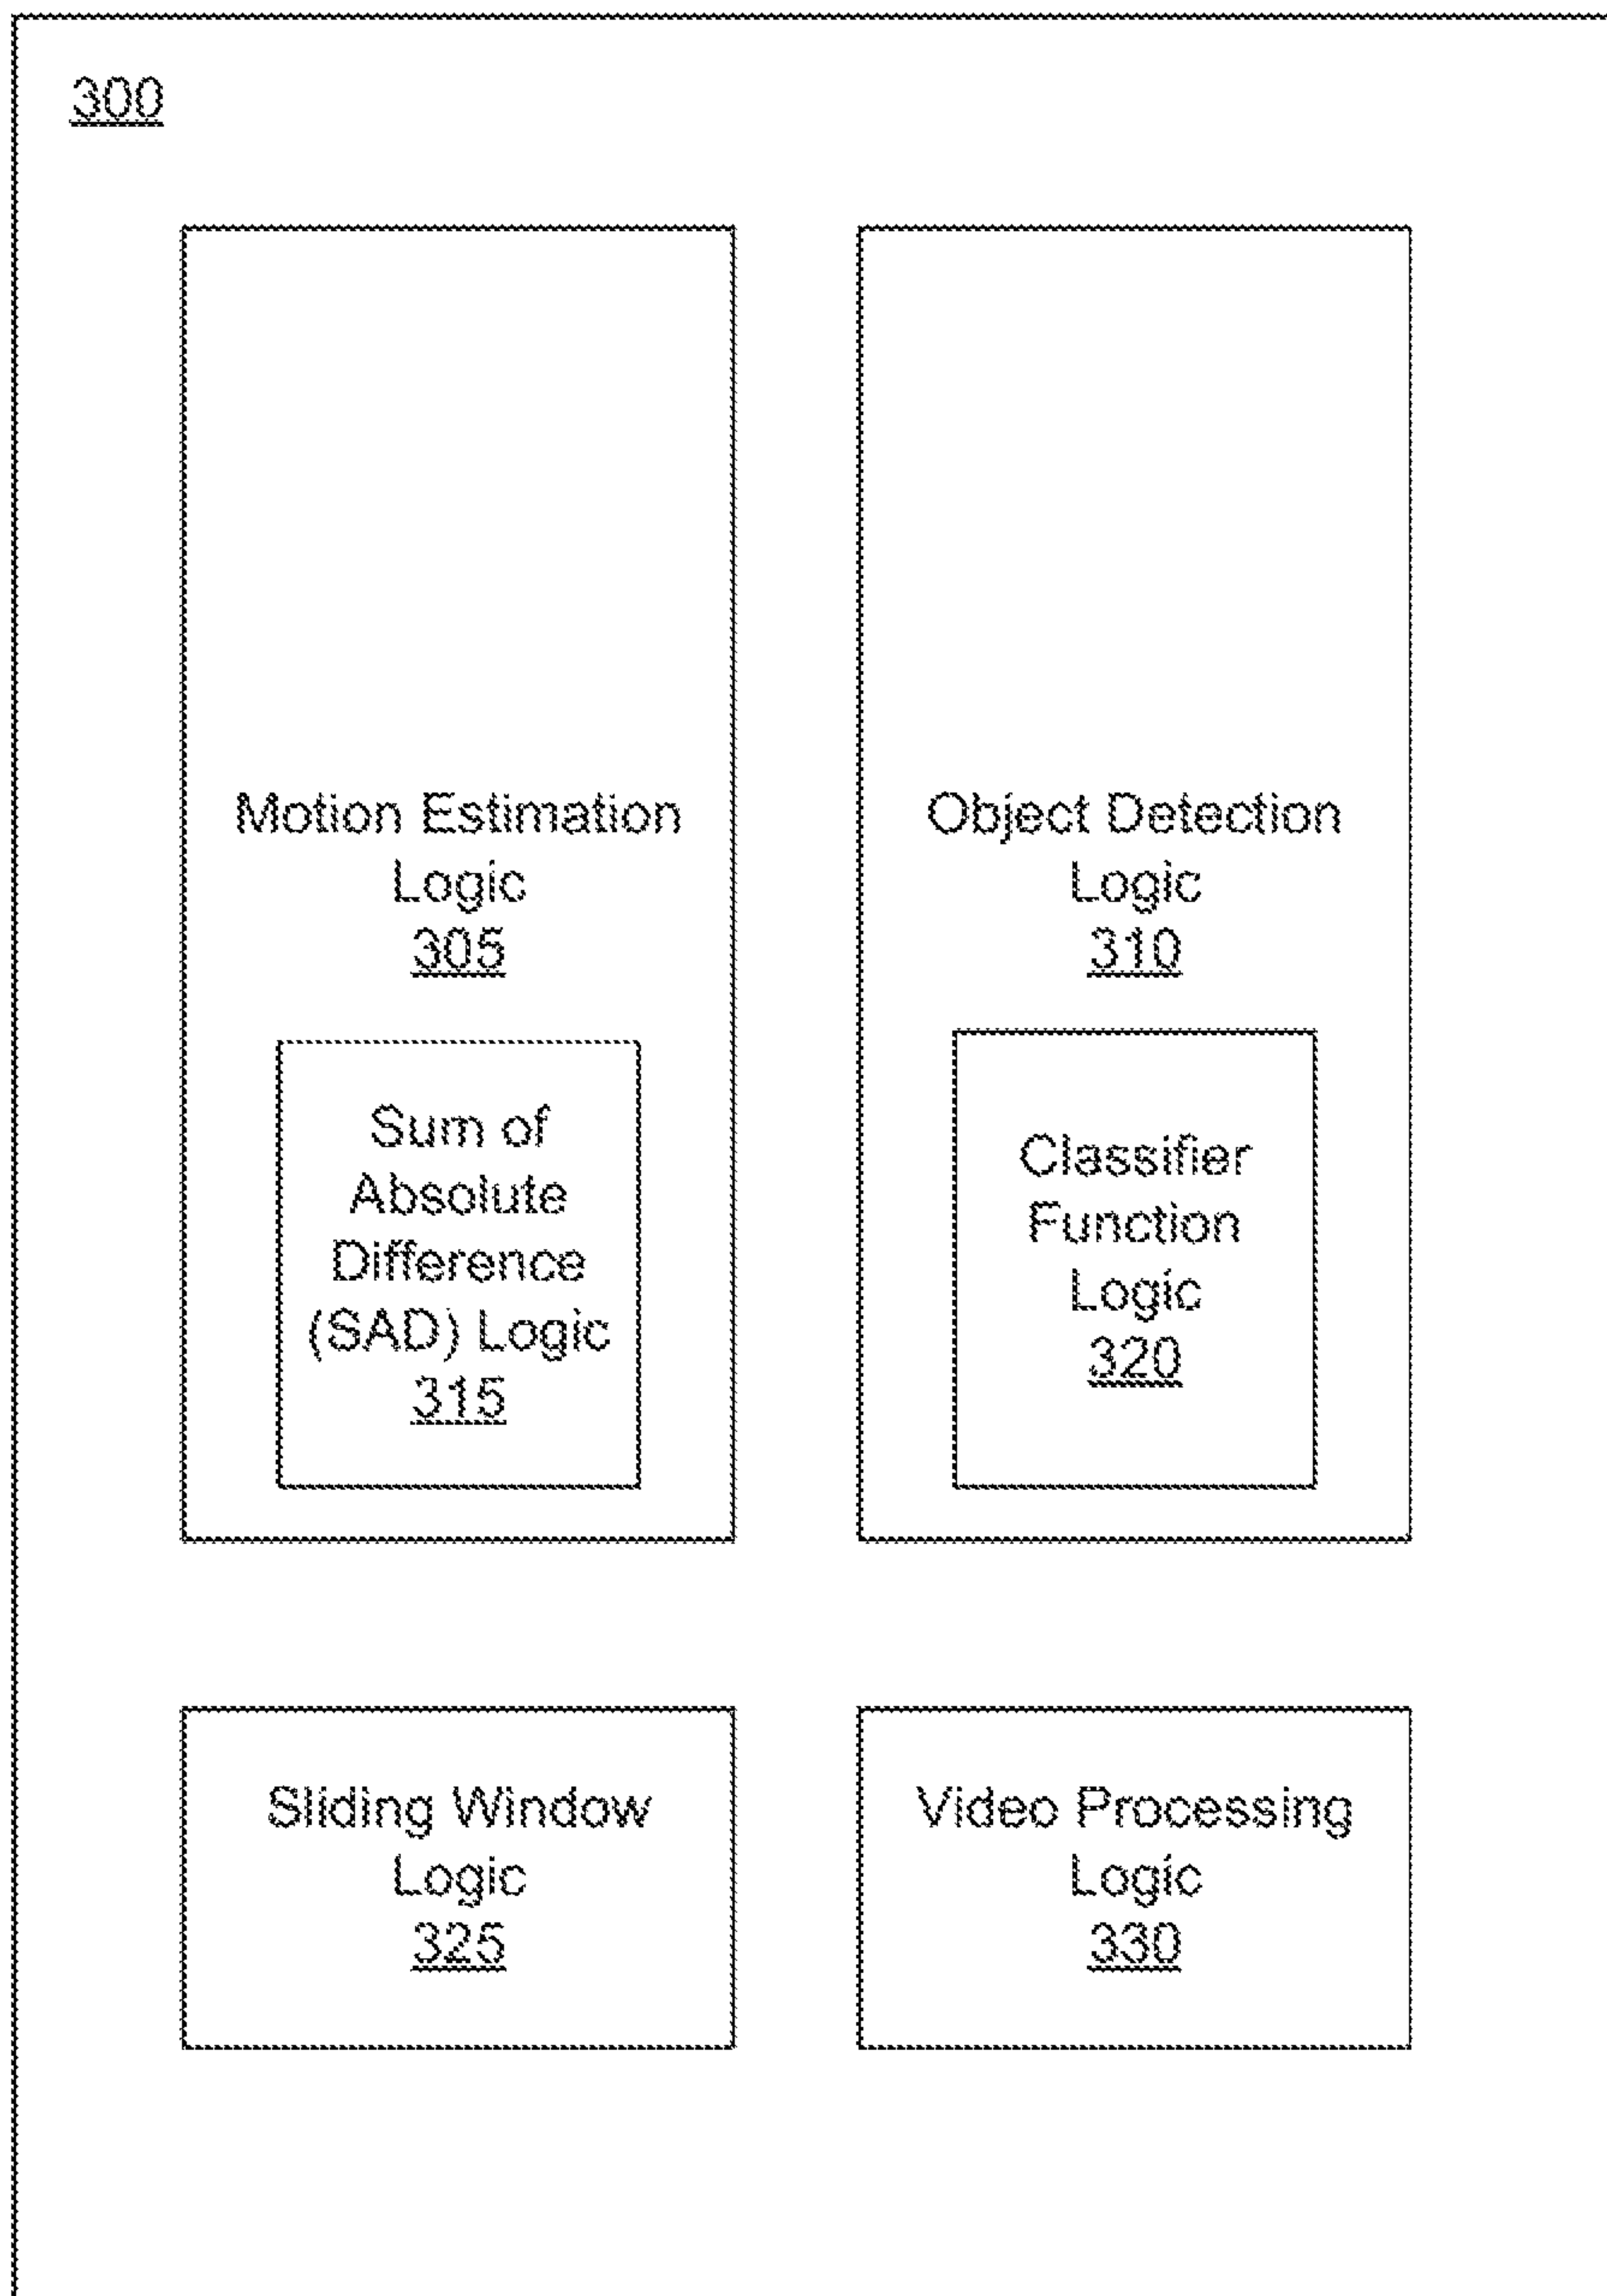 300
Motion Estimation
Logic
305
Sum of
Absolute
Difference
(SAD) Logic
315
Object Detection
Logic
310
Classifier
Function
Logic
320
Sliding Window
Logic
325
Video Processing
Logic
330